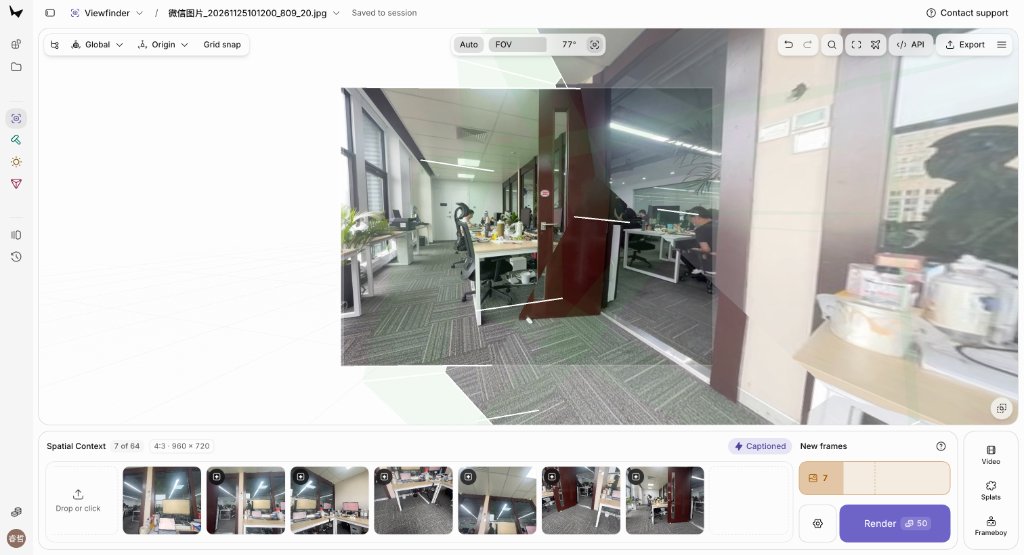 Viewfinder / 微信图片_20261125101200_809_20.jpg Saved to session
Contact support
Global Origin Grid snap
Auto FOV 77°
API Export
Spatial Context 7 of 64 4:3 · 960 × 720
Captioned
New frames
Drop or click
7
Render 50
Video
Splats
Frameboy
睿哲